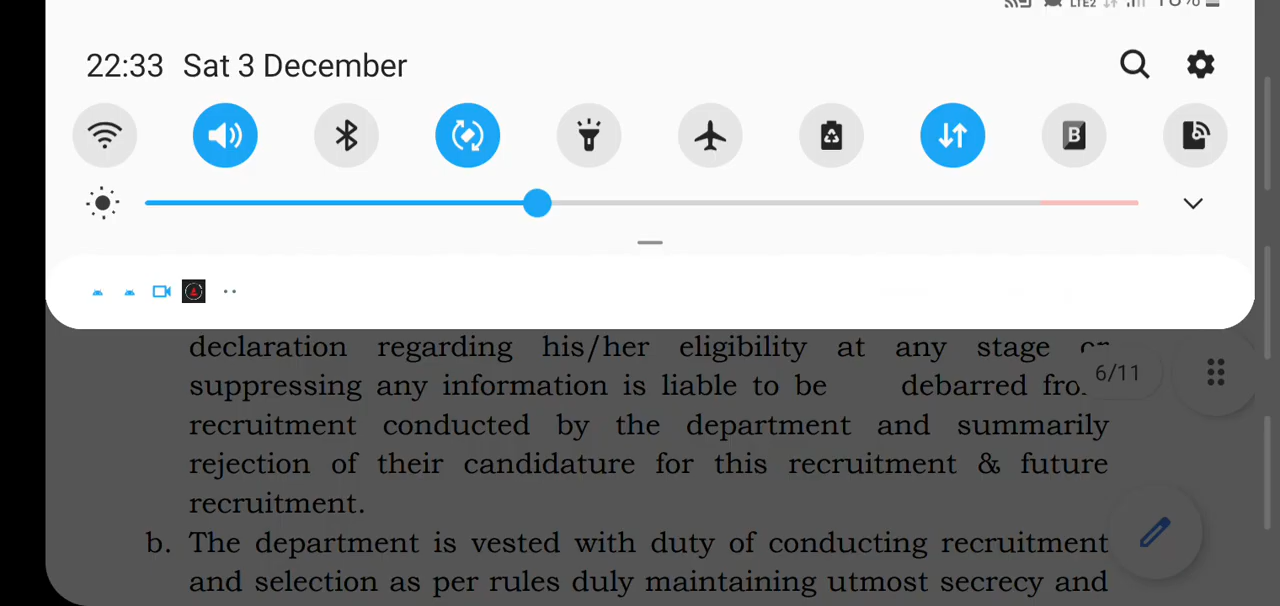 22:33 Sat 3 December
B
declaration regarding his/her eligibility at any stage or
6/11
suppressing any information is liable to be debarred
recruitment conducted by the department and summarily
rejection of their candidature for this recruitment & future
recruitment.
b. The department is vested with duty of conducting recruitment
and selection as per rules duly maintaining utmost secrecy and